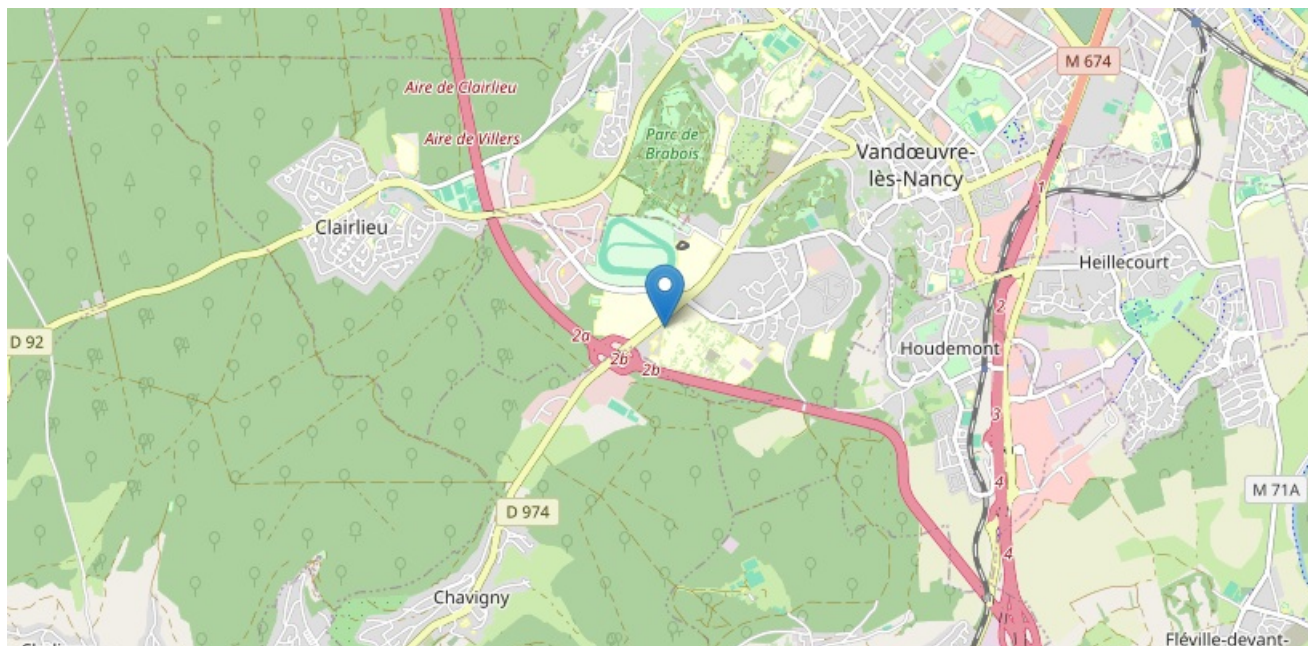 M 674
Aire de Clairlieu
Aire de Villers
Parc de
Brabois
Vandœuvre-
lès-Nancy
1
Clairlieu
Heillecourt
2
D 92
2a
2b
2b
Houdemont
3
4
M 71A
D 974
4
Chavigny
Fléville-devant-